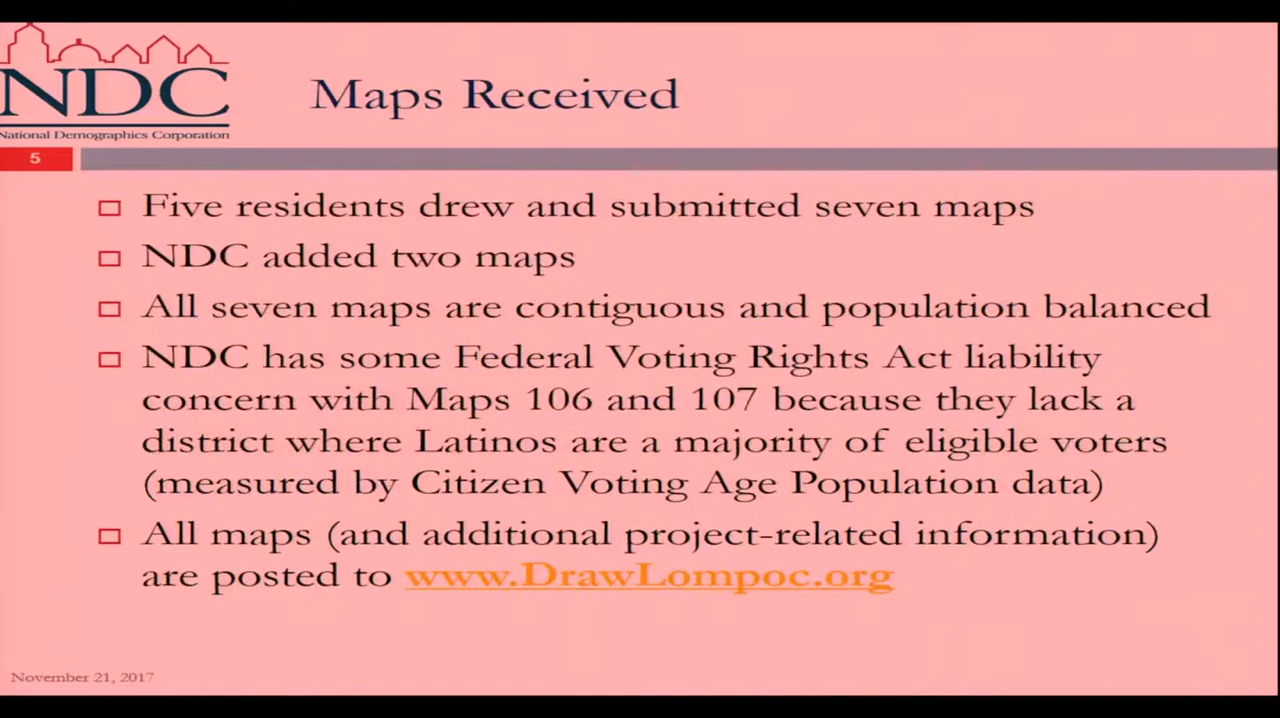 NDC
National Demographics Corporation
Maps Received
5
Five residents drew and submitted seven maps
NDC added two maps
All seven maps are contiguous and population balanced
NDC has some Federal Voting Rights Act liability
concern with Maps 106 and 107 because they lack a
district where Latinos are a majority of eligible voters
(measured by Citizen Voting Age Population data)
All maps (and additional project-related information)
are posted to www.DrawLompoc.org
November 21, 2017